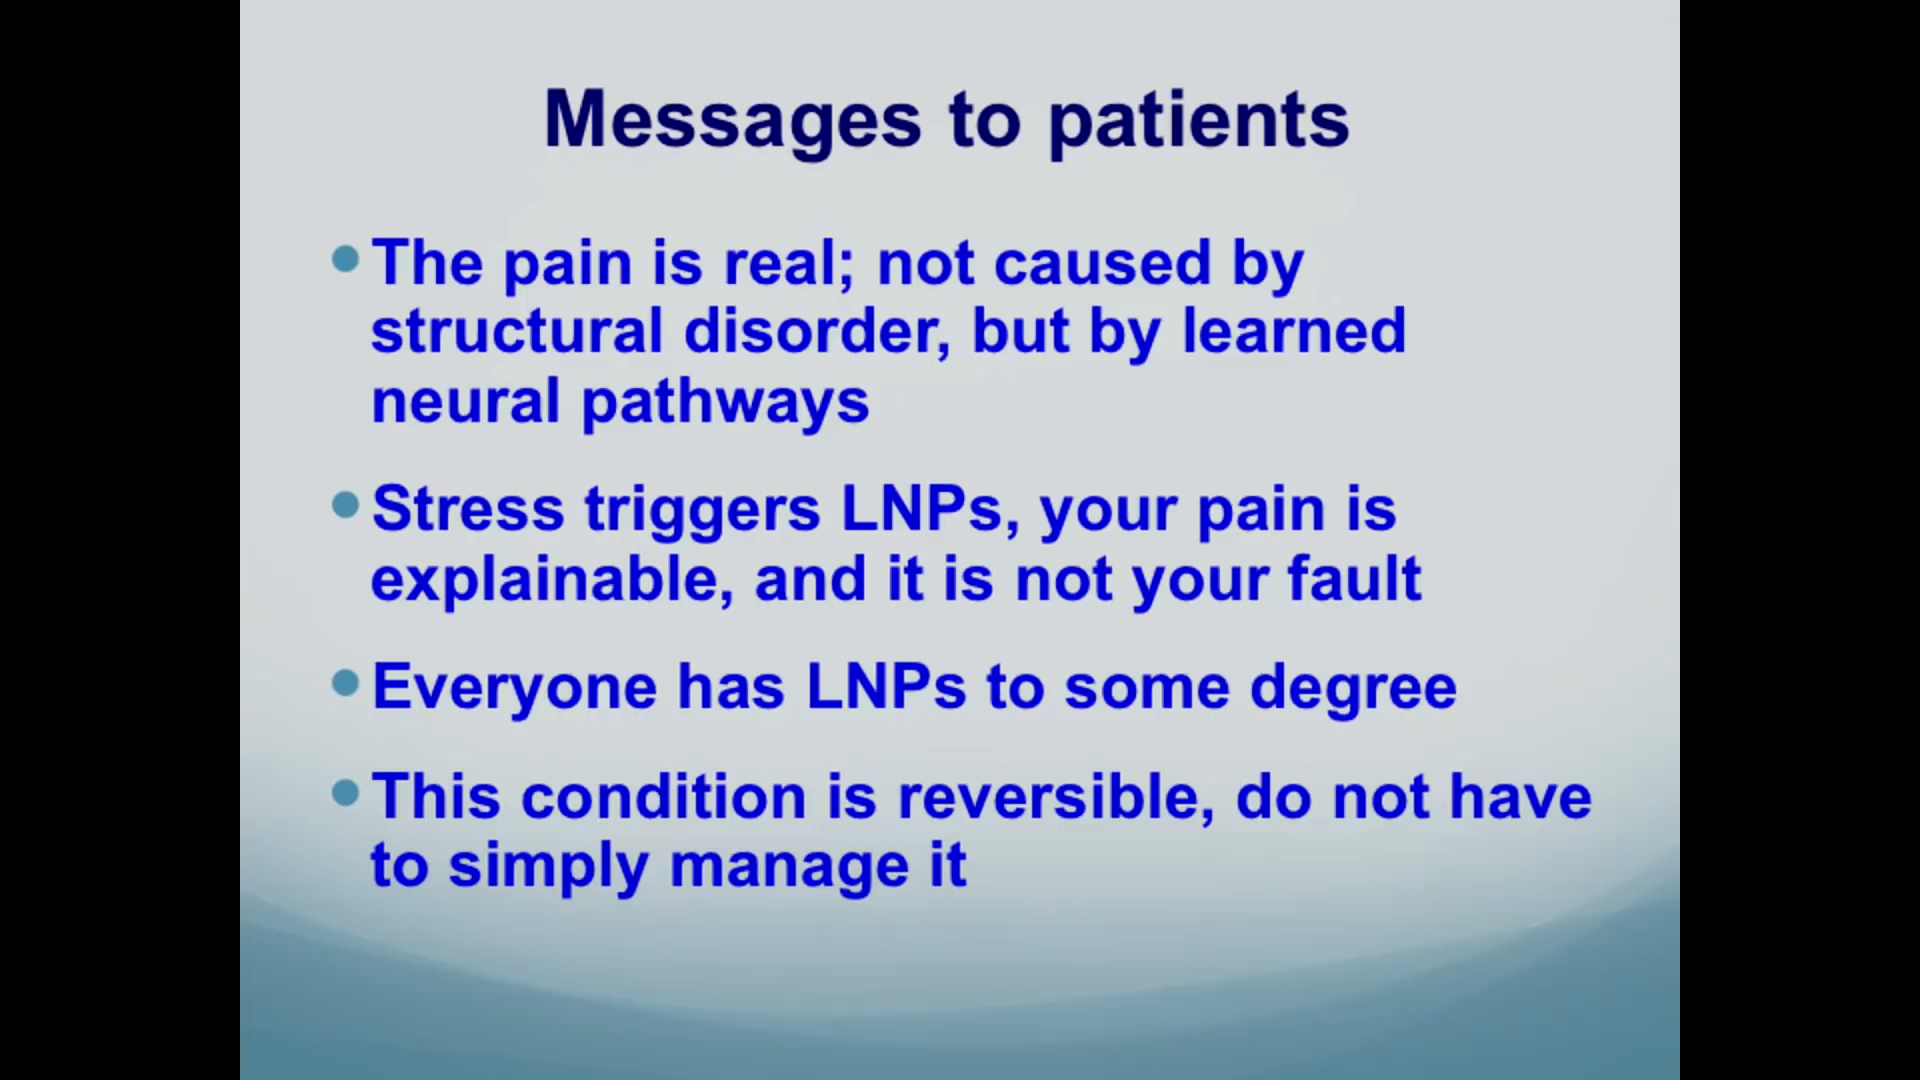 Messages to patients
The pain is real; not caused by
structural disorder, but by learned
neural pathways
Stress triggers LNPs, your pain is
explainable, and it is not your fault
Everyone has LNPs to some degree
This condition is reversible, do not have
to simply manage it